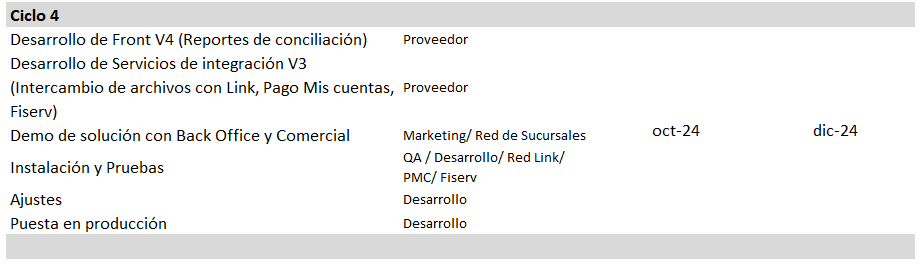 Ciclo 4
Desarrollo de Front V4 (Reportes de conciliación) Proveedor
Desarrollo de Servicios de integración V3
(Intercambio de archivos con Link, Pago Mis cuentas, Proveedor
Fiserv)
Demo de solución con Back Office y Comercial Marketing/ Red de Sucursales oct-24 dic-24
Instalación y Pruebas QA / Desarrollo/ Red Link/
PMC/ Fiserv
Ajustes Desarrollo
Puesta en producción Desarrollo